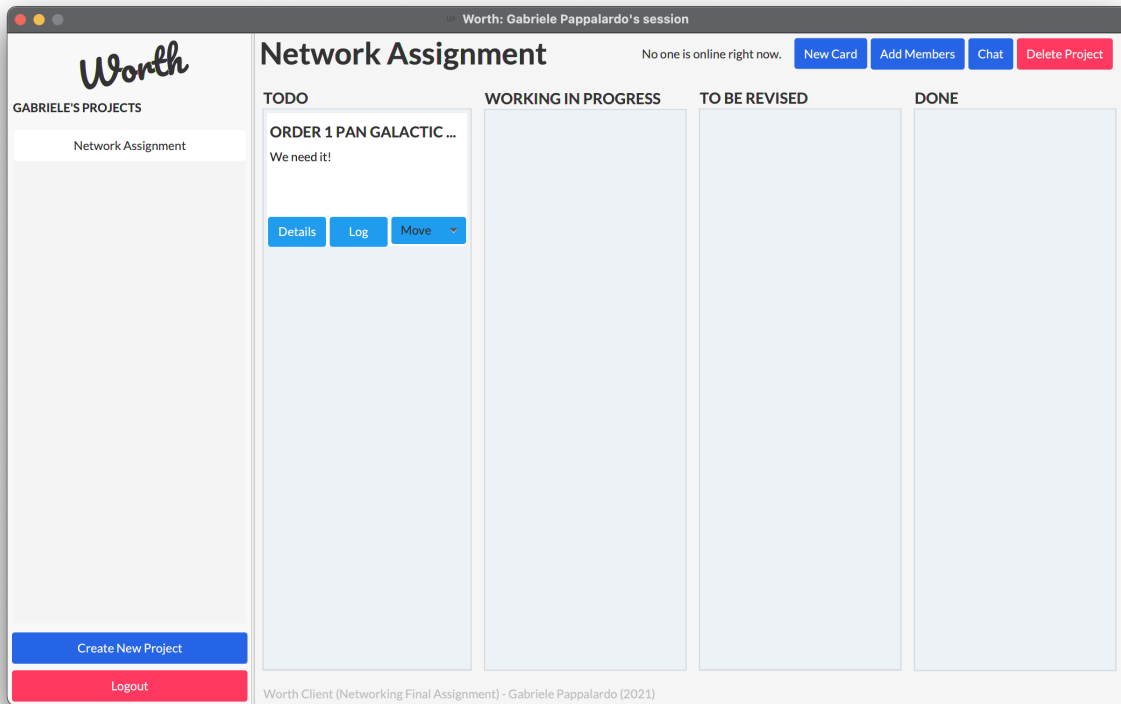 Worth: Gabriele Pappalardo's session
Worth
GABRIELE'S PROJECTS
Network Assignment
Create New Project
Logout
Network Assignment
No one is online right now.
New Card
Add Members
Chat
Delete Project
TODO
WORKING IN PROGRESS
TO BE REVISED
DONE
ORDER 1 PAN GALACTIC ...
We need it!
Details
Log
Move
Worth Client (Networking Final Assignment) - Gabriele Pappalardo (2021)